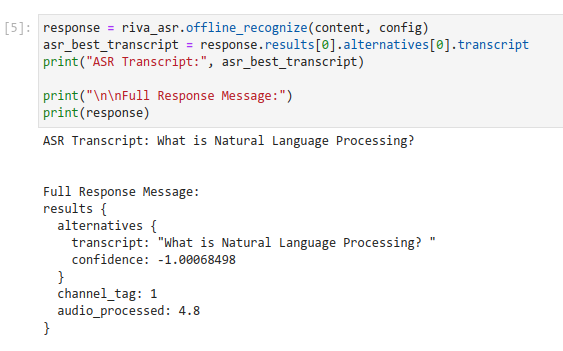 [5]: response = riva_asr.offline_recognize(content, config)
asr_best_transcript = response.results[0].alternatives[0].transcript
print("ASR Transcript:", asr_best_transcript)

print("\n\nFull Response Message:")
print(response)
ASR Transcript: What is Natural Language Processing?

Full Response Message:
results {
  alternatives {
    transcript: "What is Natural Language Processing? "
    confidence: -1.00068498
  }
  channel_tag: 1
  audio_processed: 4.8
}